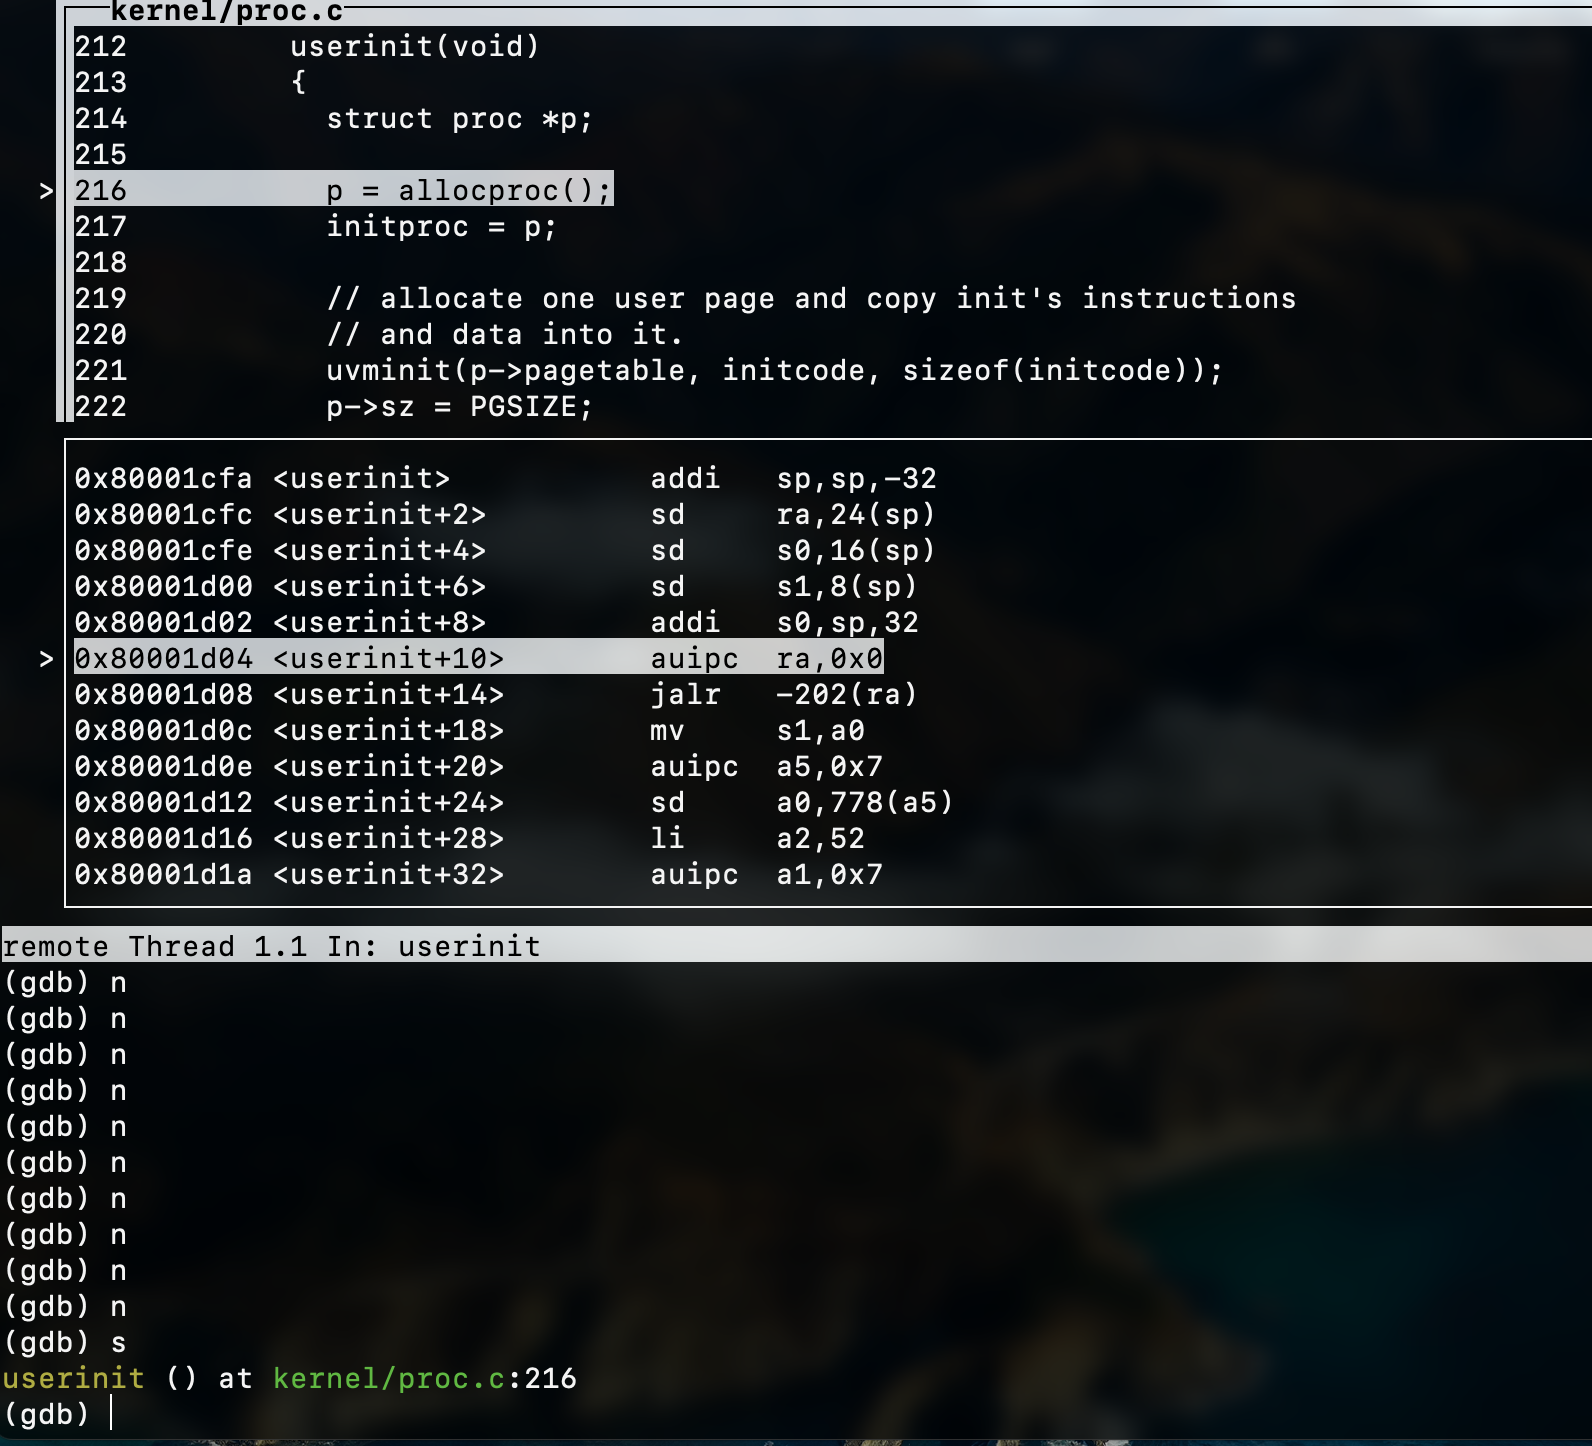 kernel/proc.c
212 userinit(void)
213 {
214 struct proc *p;
215
> 216 p = allocproc();
217 initproc = p;
218
219 // allocate one user page and copy init's instructions
220 // and data into it.
221 uvminit(p->pagetable, initcode, sizeof(initcode));
222 p->sz = PGSIZE;
0x80001cfa <userinit> addi sp,sp,-32
0x80001cfc <userinit+2> sd ra,24(sp)
0x80001cfe <userinit+4> sd s0,16(sp)
0x80001d00 <userinit+6> sd s1,8(sp)
0x80001d02 <userinit+8> addi s0,sp,32
> 0x80001d04 <userinit+10> auipc ra,0x0
0x80001d08 <userinit+14> jalr -202(ra)
0x80001d0c <userinit+18> mv s1,a0
0x80001d0e <userinit+20> auipc a5,0x7
0x80001d12 <userinit+24> sd a0,778(a5)
0x80001d16 <userinit+28> li a2,52
0x80001d1a <userinit+32> auipc a1,0x7
remote Thread 1.1 In: userinit
(gdb) n
(gdb) n
(gdb) n
(gdb) n
(gdb) n
(gdb) n
(gdb) n
(gdb) n
(gdb) n
(gdb) n
(gdb) s
userinit () at kernel/proc.c:216
(gdb)